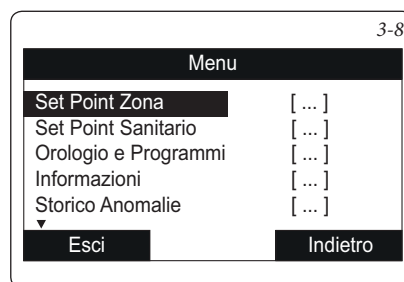 3-8
Menu
Set Point Zona [ ... ]
Set Point Sanitario [ ... ]
Orologio e Programmi [ ... ]
Informazioni [ ... ]
Storico Anomalie [ ... ]
Esci Indietro